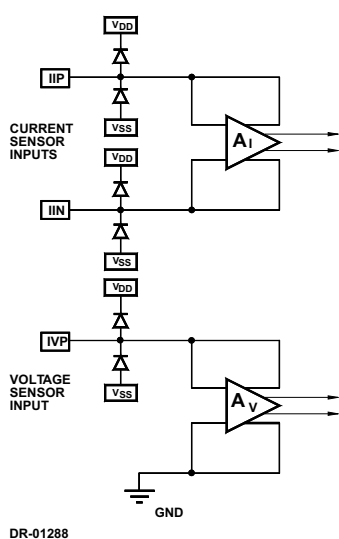 VDD
IIP
CURRENT
SENSOR
INPUTS
VSS
VDD
AI
IIN
VSS
VDD
IVP
VOLTAGE
SENSOR
INPUT
VSS
AV
GND
DR-01288